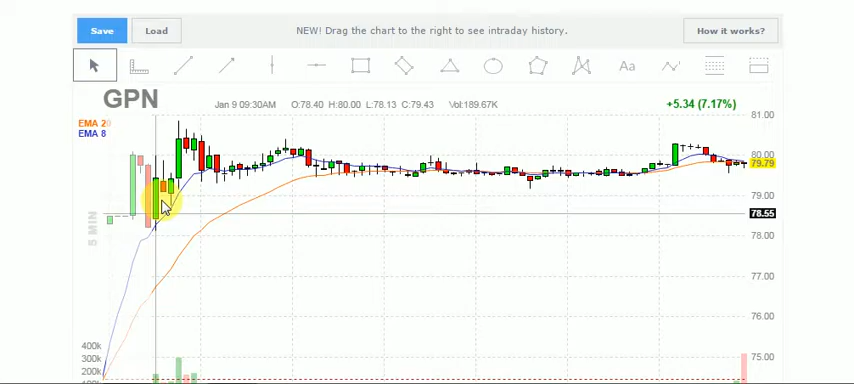 Save
Load
NEW! Drag the chart to the right to see intraday history.
How it works?
Aa
GPN
Jan 9 09:30AM O:78.40 H:80.00 L:78.13 C:79.43 Vol:189.67K
+5.34 (7.17%)
EMA 20
EMA 8
81.00
80.00
79.79
79.00
78.55
78.00
77.00
76.00
75.00
5 MIN
400k
300k
200k
100k